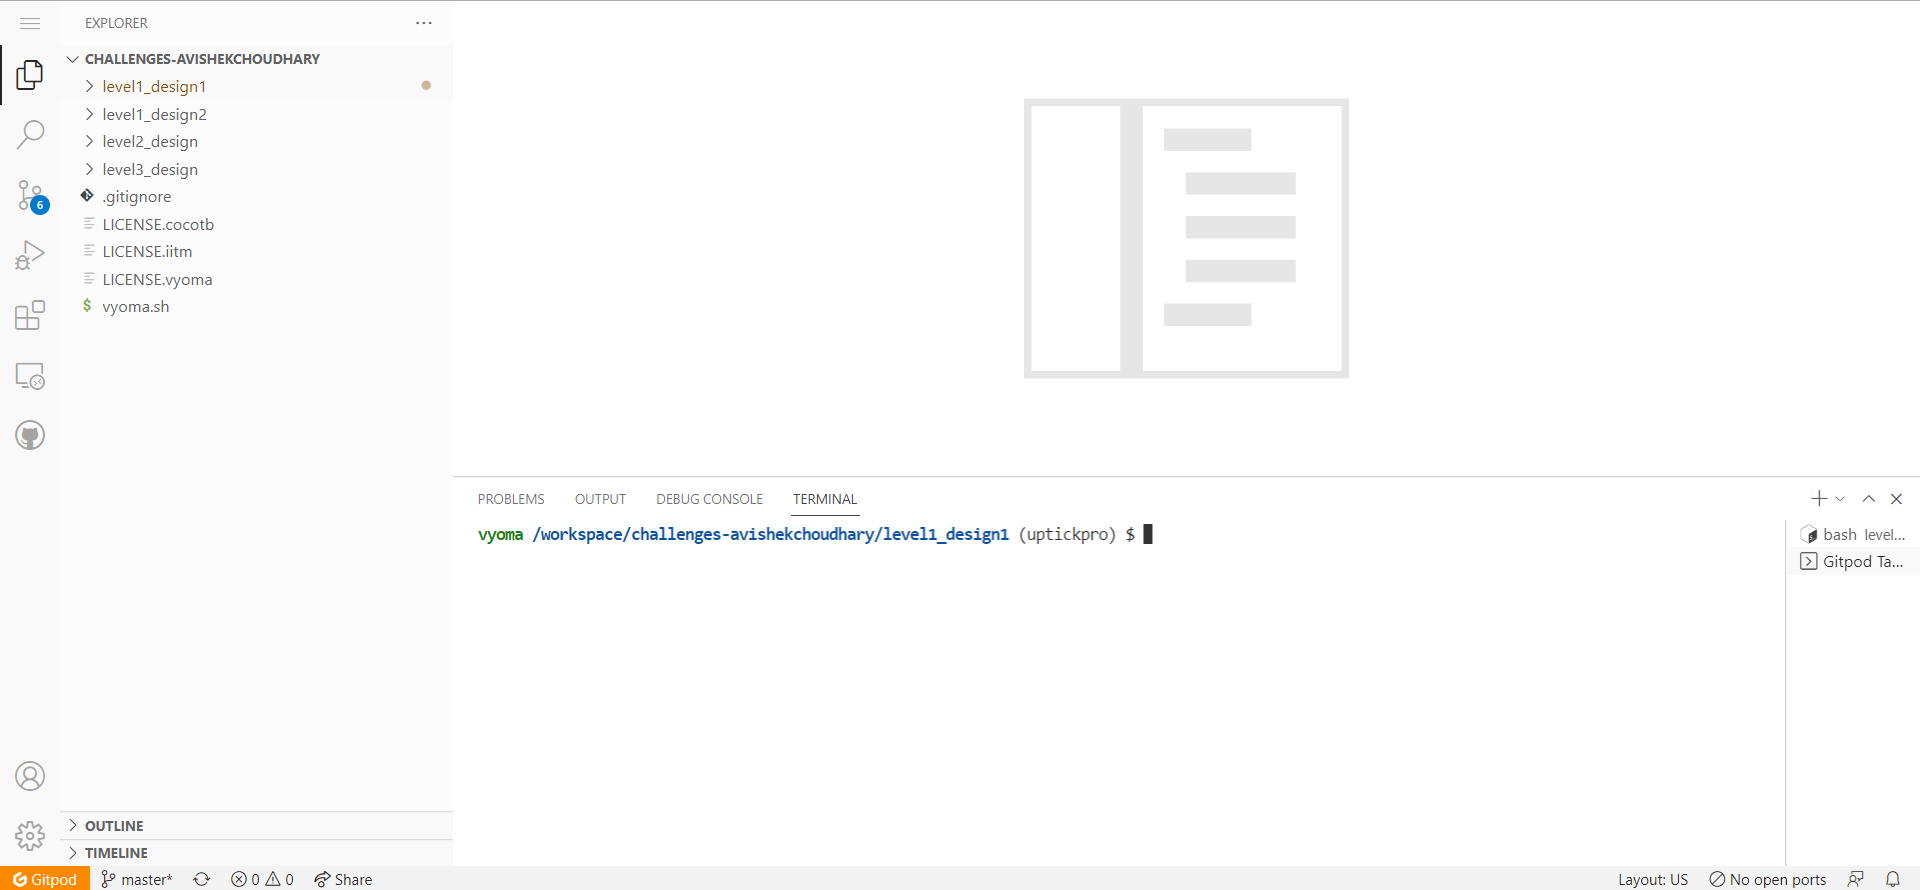 EXPLORER
CHALLENGES-AVISHEKCHOUDHARY
level1_design1
level1_design2
level2_design
level3_design
.gitignore
LICENSE.cocotb
LICENSE.iitm
LICENSE.vyoma
$ vyoma.sh
6
OUTLINE
TIMELINE
PROBLEMS OUTPUT DEBUG CONSOLE TERMINAL
vyoma /workspace/challenges-avishekchoudhary/level1_design1 (uptickpro) $
bash level...
Gitpod Ta...
Gitpod master* 0 0 Share Layout: US No open ports